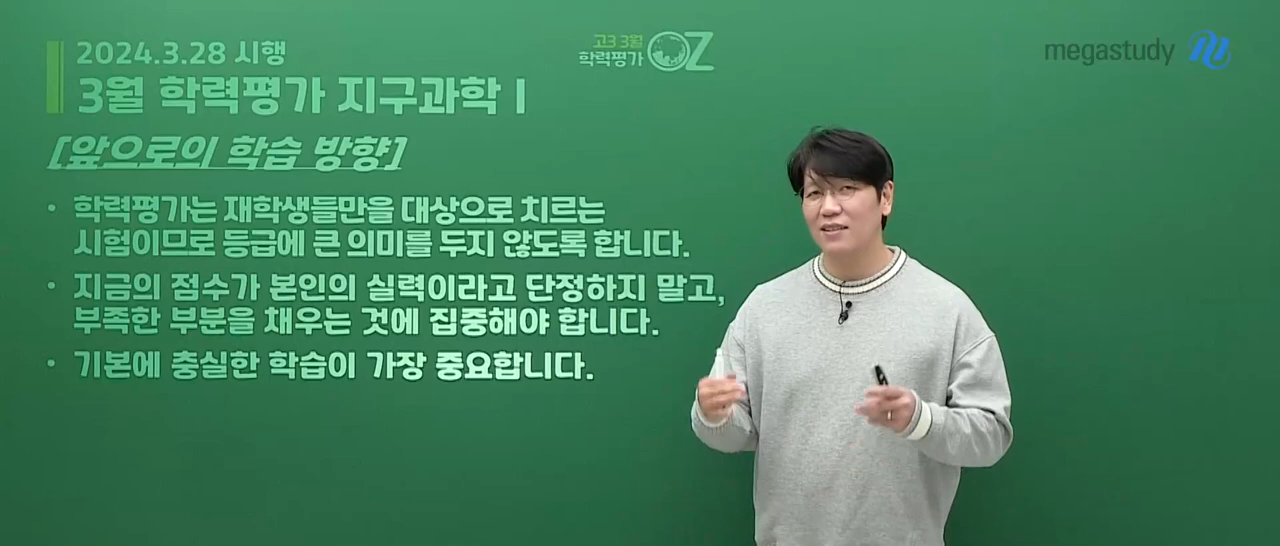 2024.3.28 시행
3월 학력평가 지구과학 I
고3 3월
학력평가 OZ
megastudy
[앞으로의 학습 방향]
• 학력평가는 재학생들만을 대상으로 치르는
시험이므로 등급에 큰 의미를 두지 않도록 합니다.
• 지금의 점수가 본인의 실력이라고 단정하지 말고,
부족한 부분을 채우는 것에 집중해야 합니다.
• 기본에 충실한 학습이 가장 중요합니다.